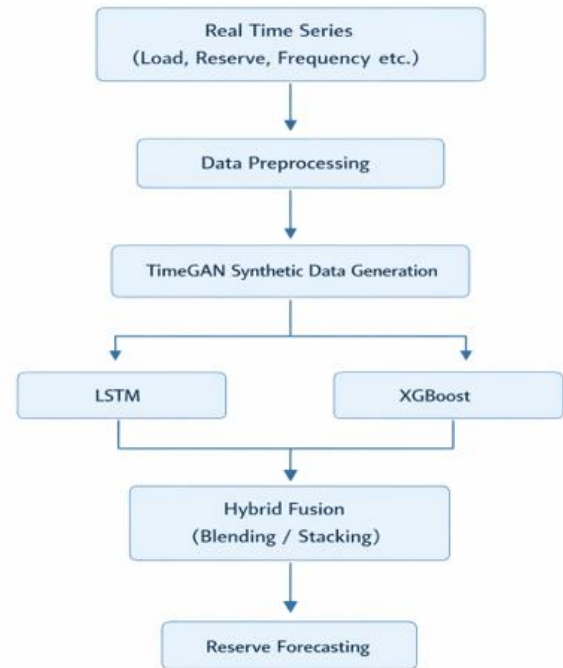 Real Time Series
(Load, Reserve, Frequency etc.)
Data Preprocessing
TimeGAN Synthetic Data Generation
LSTM
XGBoost
Hybrid Fusion
(Blending / Stacking)
Reserve Forecasting